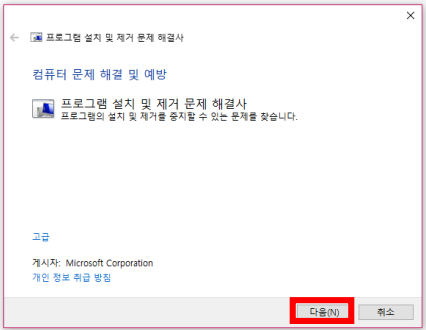 프로그램 설치 및 제거 문제 해결사
컴퓨터 문제 해결 및 예방
프로그램 설치 및 제거 문제 해결사
프로그램의 설치 및 제거를 중지할 수 있는 문제를 찾습니다.
고급
게시자: Microsoft Corporation
개인 정보 취급 방침
다음(N)
취소